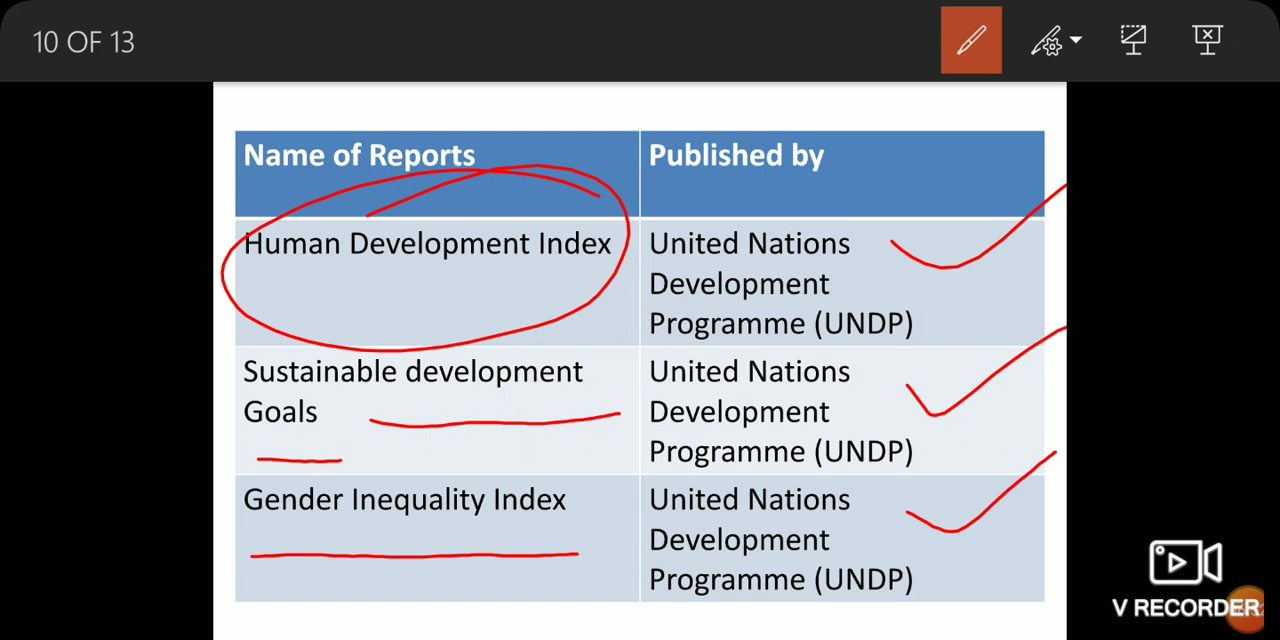 10 OF 13
Name of Reports
Published by
Human Development Index
United Nations
Development
Programme (UNDP)
Sustainable development
Goals
United Nations
Development
Programme (UNDP)
Gender Inequality Index
United Nations
Development
Programme (UNDP)
V RECORDER